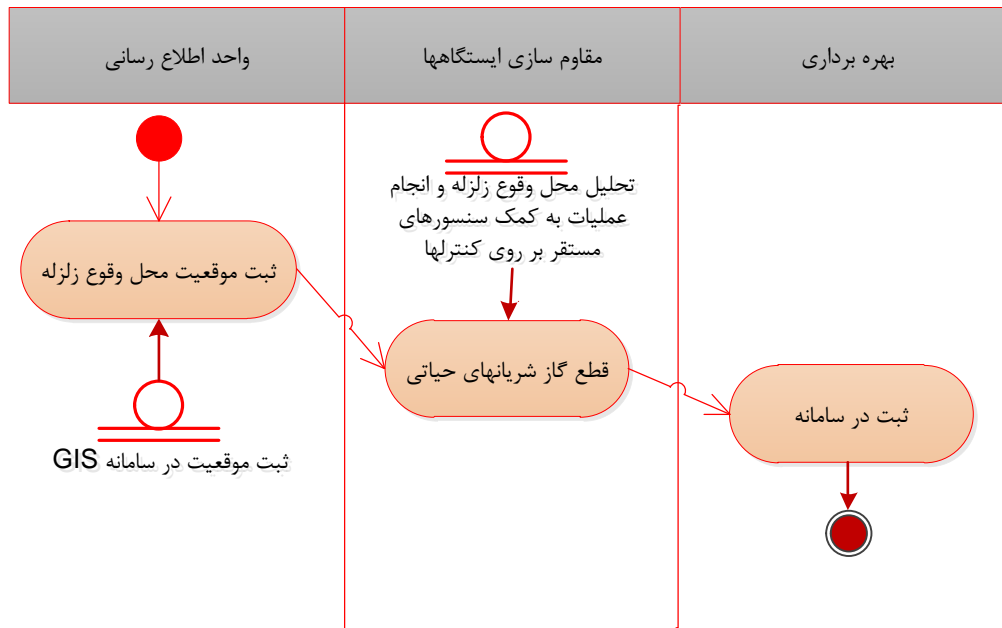 واحد اطلاع رسانی
مقاوم سازی ایستگاهها
بهره برداری
ثبت موقعیت محل وقوع زلزله
ثبت موقعیت در سامانه GIS
تحلیل محل وقوع زلزله و انجام
عملیات به کمک سنسورهای
مستقر بر روی کنترلها
قطع گاز شریانهای حیاتی
ثبت در سامانه